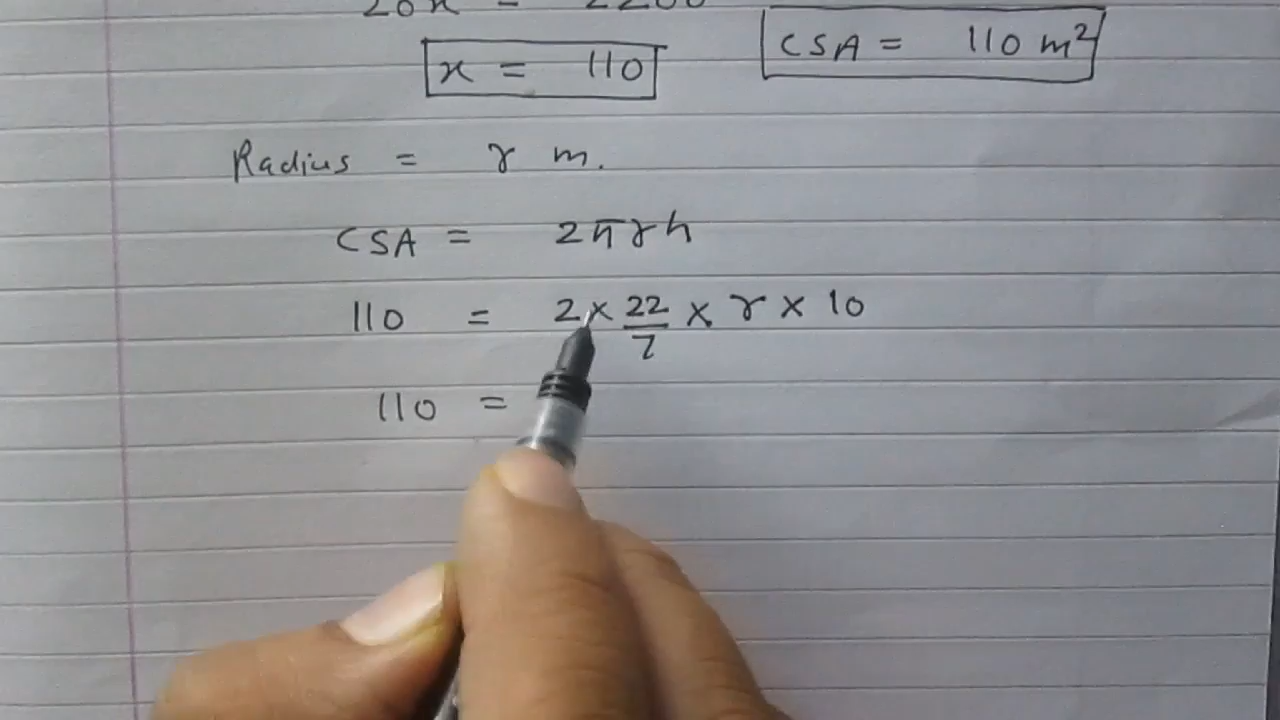 x = 110
CSA = 110 m²
Radius = r m.
CSA = 2πrh
110 = 2 × 22/7 × r × 10
110 =